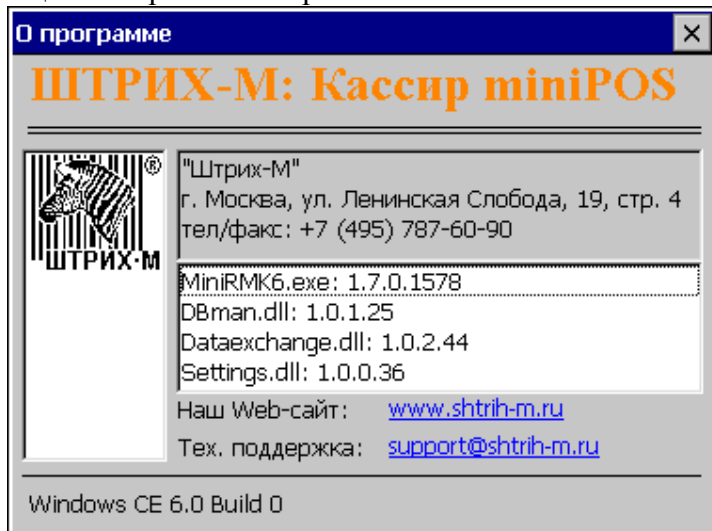 О программе
ШТРИХ-М: Кассир miniPOS
®
ШТРИХ-М
"Штрих-М"
г. Москва, ул. Ленинская Слобода, 19, стр. 4
тел/факс: +7 (495) 787-60-90
MiniRMK6.exe: 1.7.0.1578
DBman.dll: 1.0.1.25
Dataexchange.dll: 1.0.2.44
Settings.dll: 1.0.0.36
Наш Web-сайт: www.shtrih-m.ru
Тех. поддержка: support@shtrih-m.ru
Windows CE 6.0 Build 0